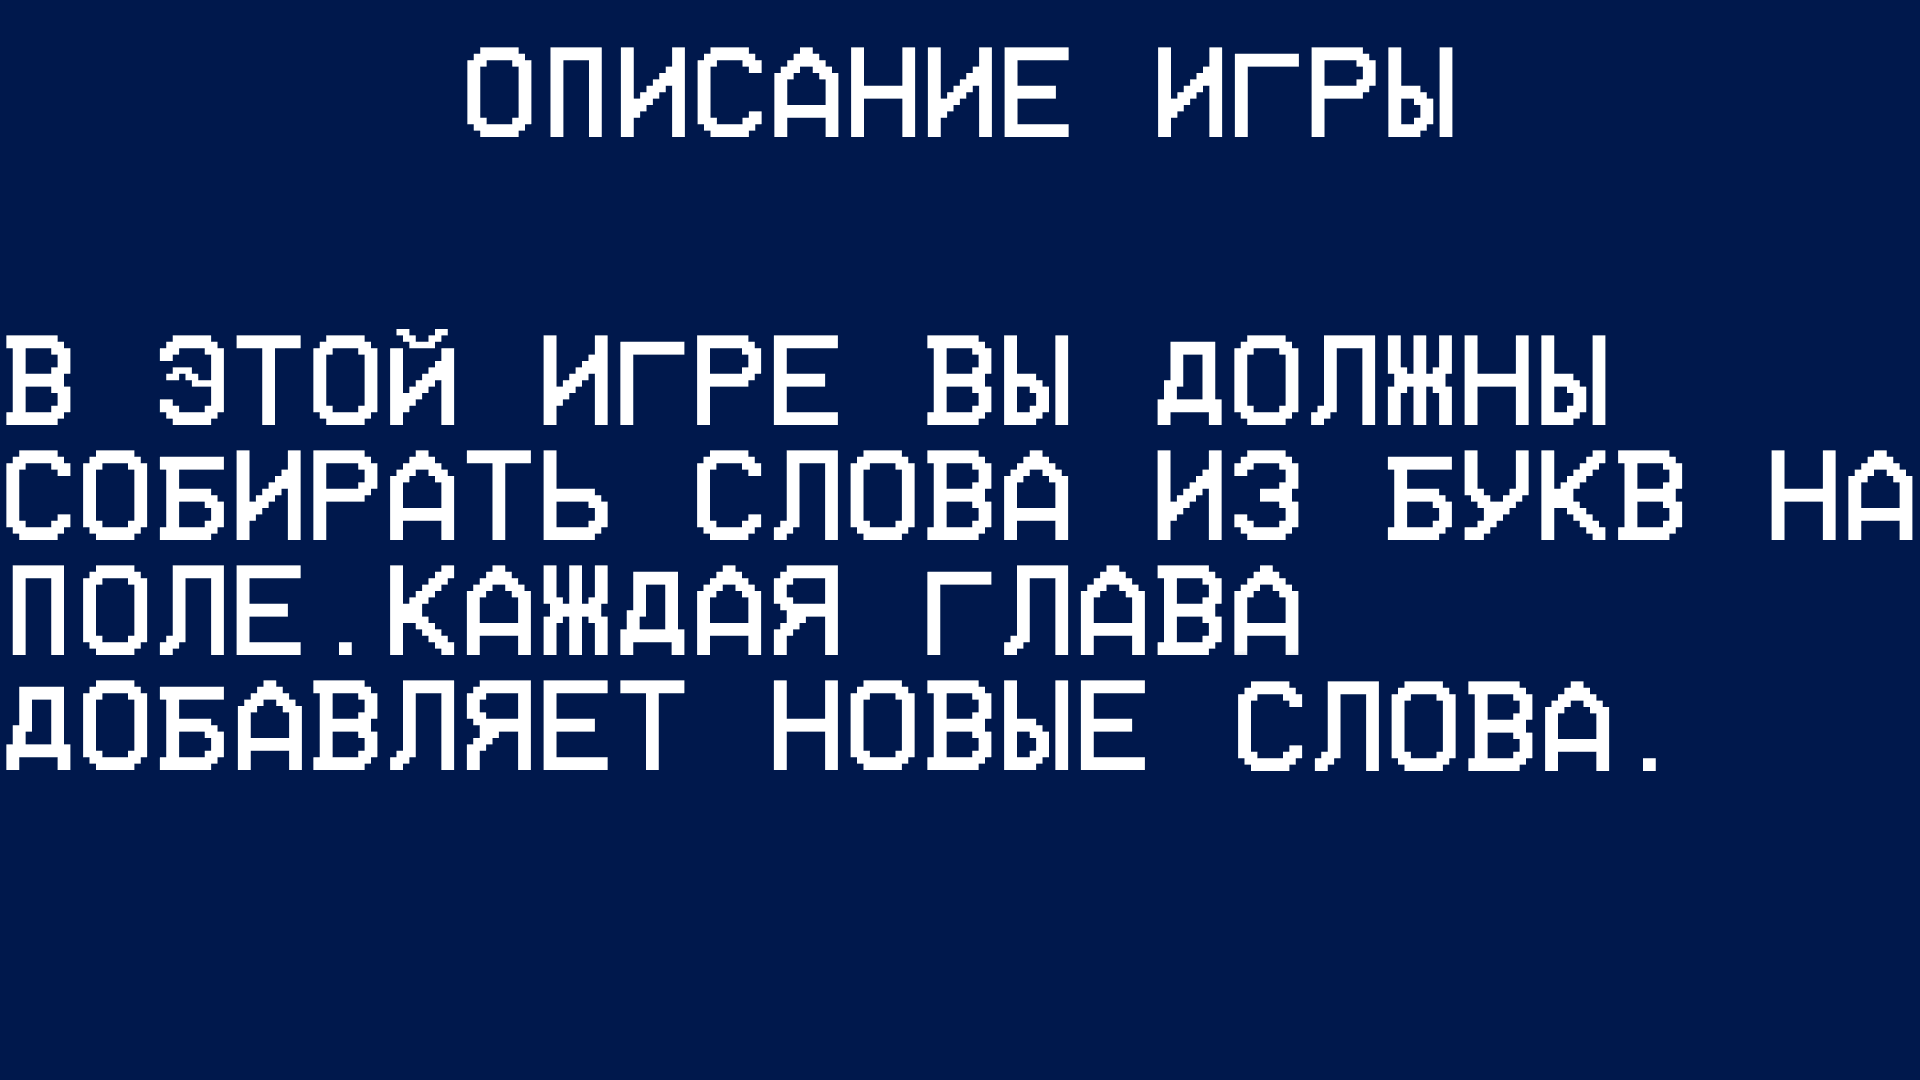 ОПИСАНИЕ ИГРЫ
В ЭТОЙ ИГРЕ ВЫ ДОЛЖНЫ
СОБИРАТЬ СЛОВА ИЗ БУКВ НА
ПОЛЕ.КАЖДАЯ ГЛАВА
ДОБАВЛЯЕТ НОВЫЕ СЛОВА.